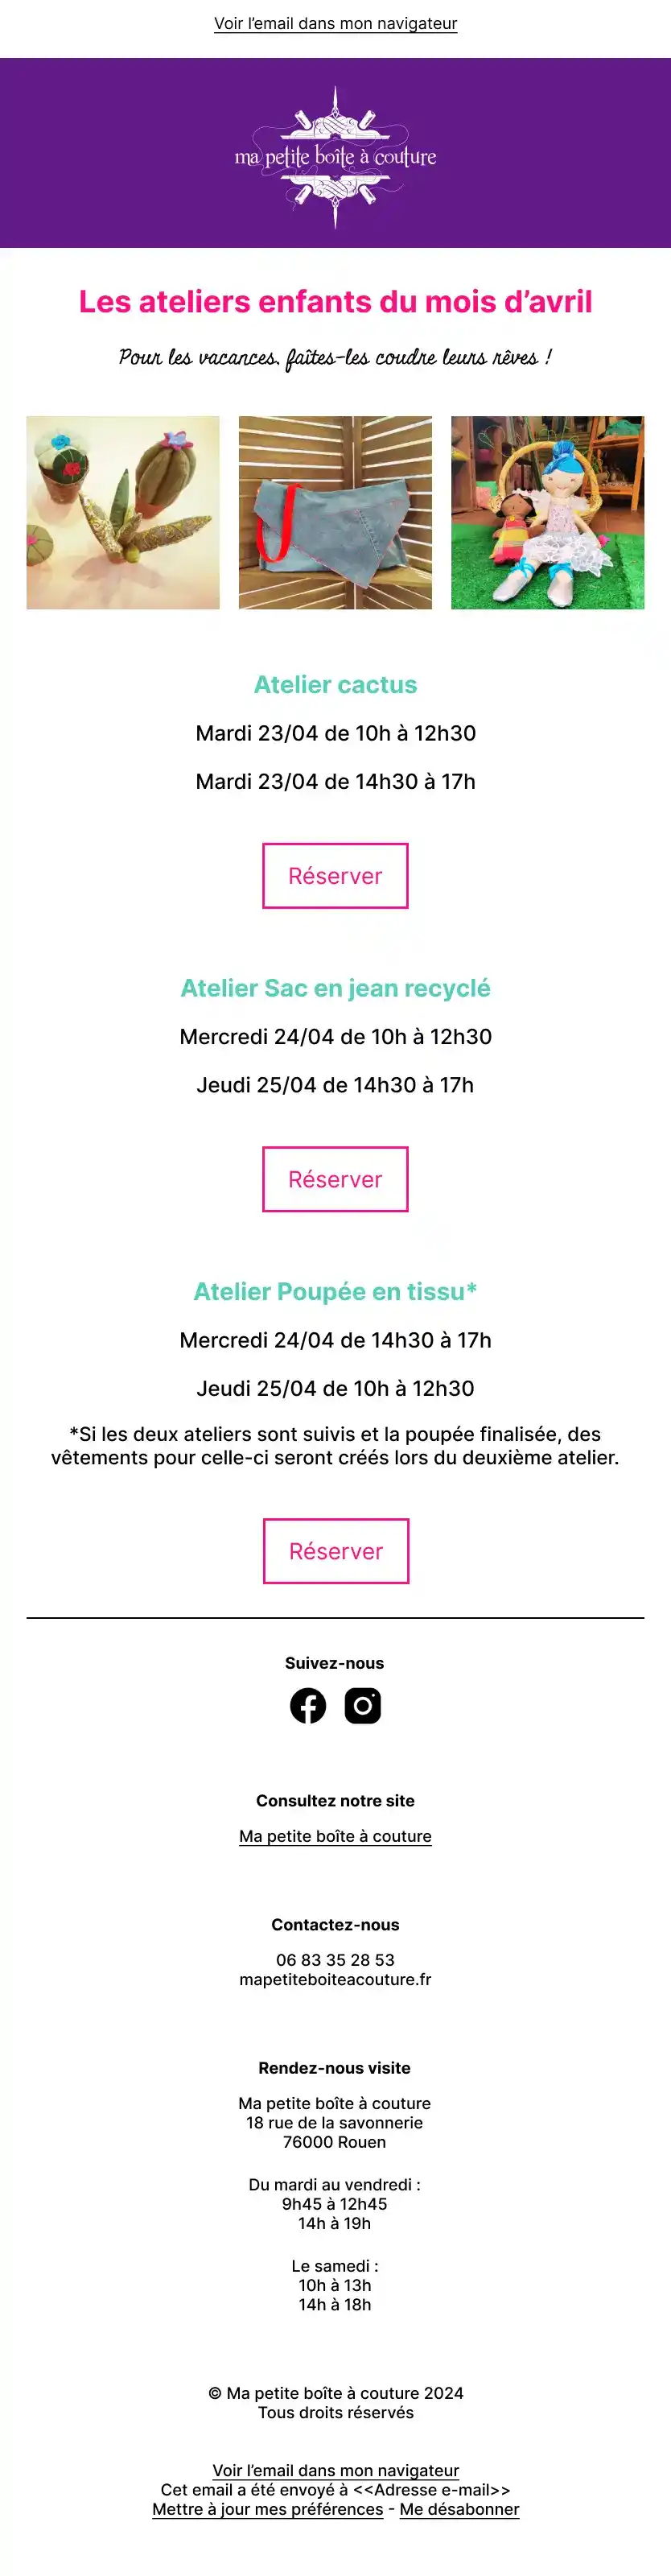 Voir l'email dans mon navigateur
ma petite boîte à couture
Les ateliers enfants du mois d'avril
Pour les vacances, faîtes-les coudre leurs rêves !
Atelier cactus
Mardi 23/04 de 10h à 12h30
Mardi 23/04 de 14h30 à 17h
Réserver
Atelier Sac en jean recyclé
Mercredi 24/04 de 10h à 12h30
Jeudi 25/04 de 14h30 à 17h
Réserver
Atelier Poupée en tissu*
Mercredi 24/04 de 14h30 à 17h
Jeudi 25/04 de 10h à 12h30
*Si les deux ateliers sont suivis et la poupée finalisée, des
vêtements pour celle-ci seront créés lors du deuxième atelier.
Réserver
Suivez-nous
Consultez notre site
Ma petite boîte à couture
Contactez-nous
06 83 35 28 53
mapetiteboiteacouture.fr
Rendez-nous visite
Ma petite boîte à couture
18 rue de la savonnerie
76000 Rouen
Du mardi au vendredi :
9h45 à 12h45
14h à 19h
Le samedi :
10h à 13h
14h à 18h
© Ma petite boîte à couture 2024
Tous droits réservés
Voir l'email dans mon navigateur
Cet email a été envoyé à <<Adresse e-mail>>
Mettre à jour mes préférences - Me désabonner